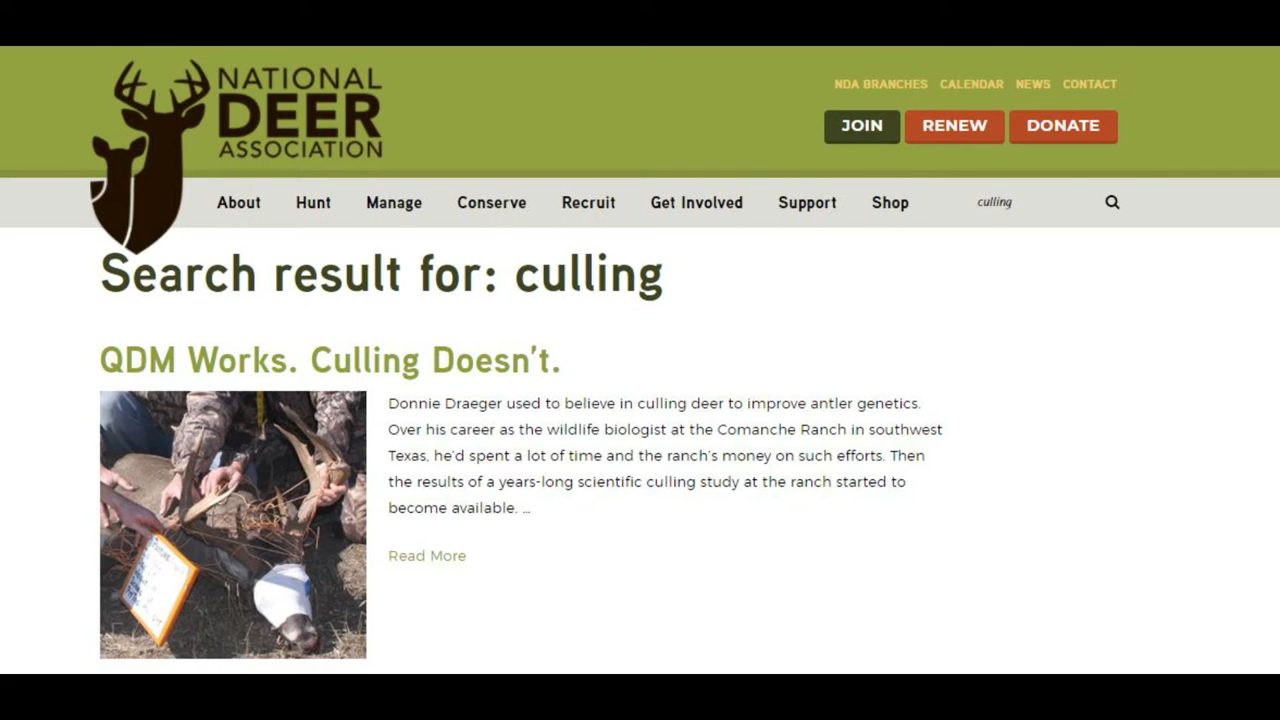 NATIONAL
DEER
ASSOCIATION
NDA BRANCHES CALENDAR NEWS CONTACT
JOIN RENEW DONATE
About Hunt Manage Conserve Recruit Get Involved Support Shop culling
Search result for: culling
QDM Works. Culling Doesn't.
Donnie Draeger used to believe in culling deer to improve antler genetics.
Over his career as the wildlife biologist at the Comanche Ranch in southwest
Texas, he'd spent a lot of time and the ranch's money on such efforts. Then
the results of a years-long scientific culling study at the ranch started to
become available. ...
Read More